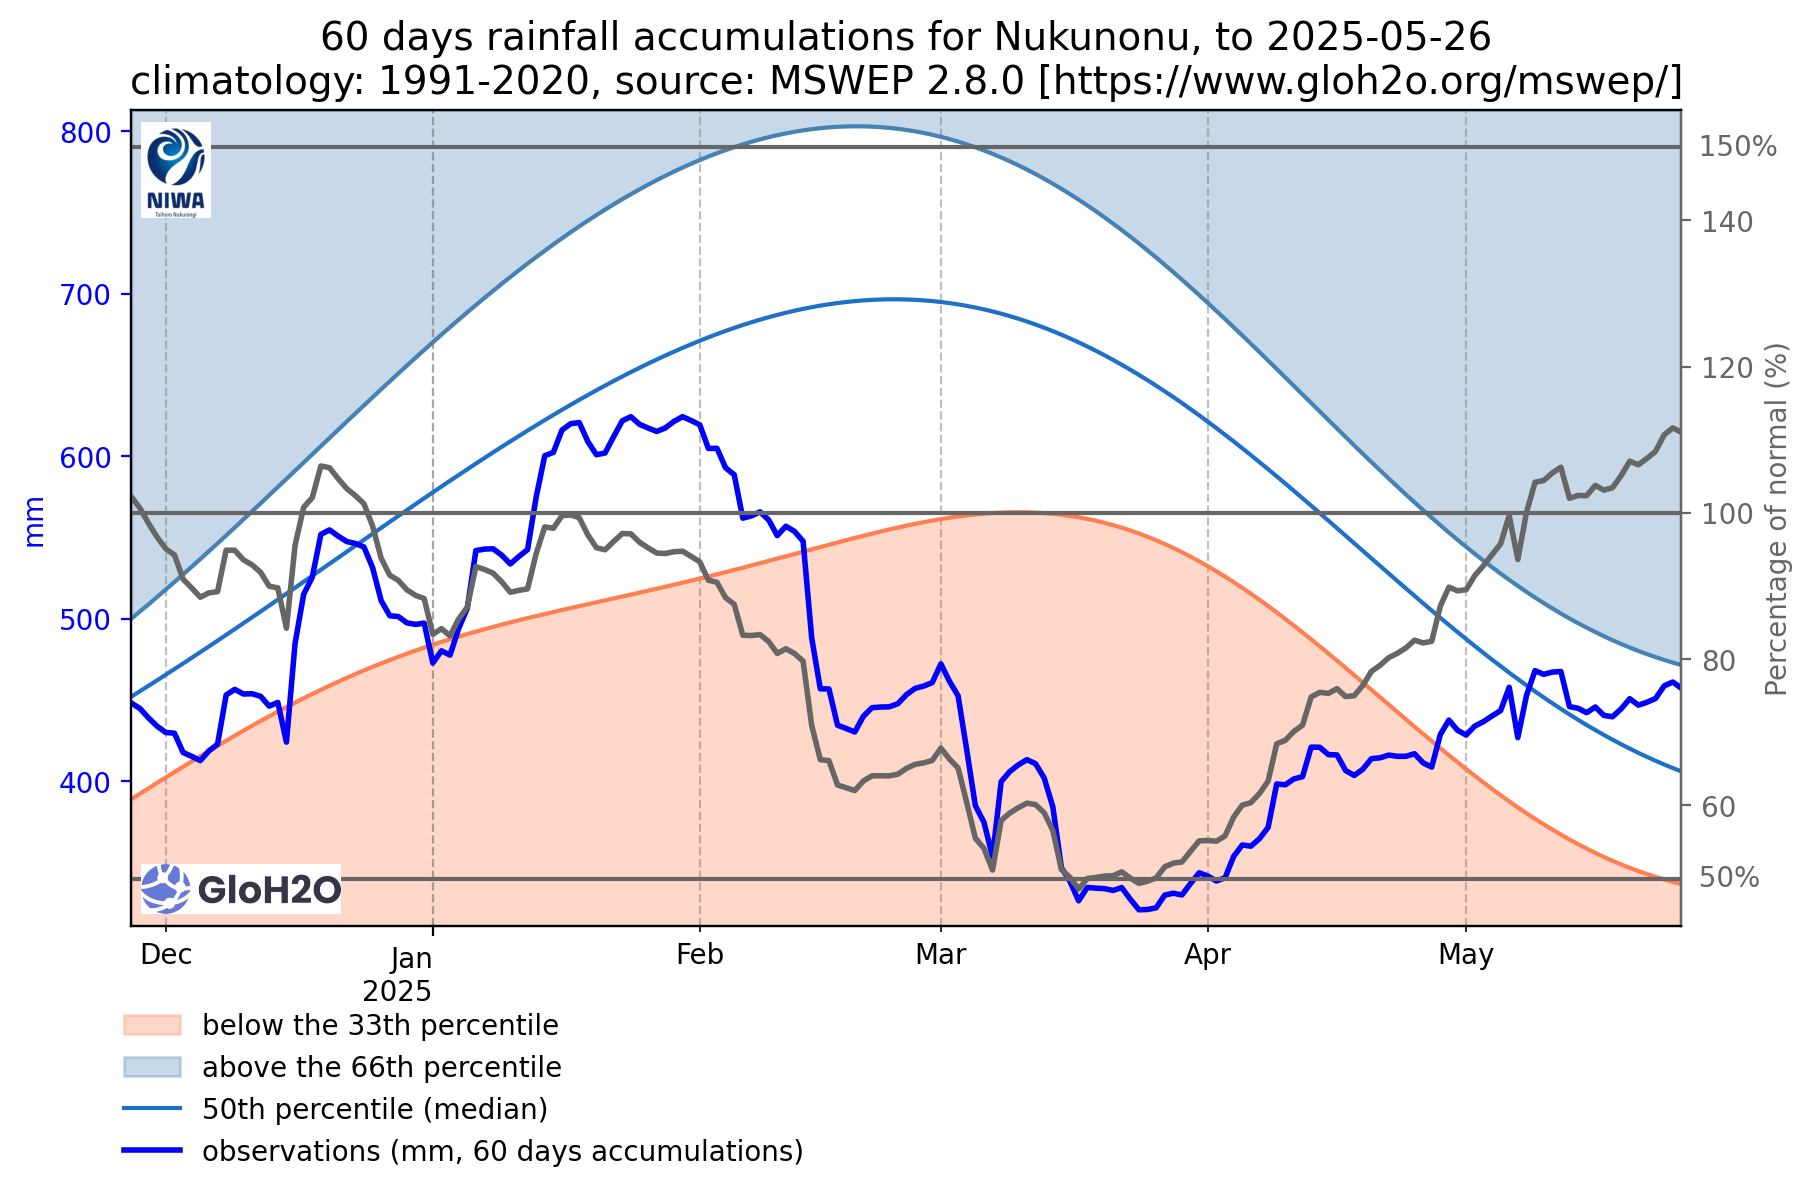 60 days rainfall accumulations for Nukunonu, to 2025-05-26
climatology: 1991-2020, source: MSWEP 2.8.0 [https://www.gloh2o.org/mswep/]
800
700
600
500
400
mm
NIWA
Taihoro Nukurangi
GloH2O
150%
140
120
100
80
60
50%
Percentage of normal (%)
Dec
Jan
2025
Feb
Mar
Apr
May
below the 33th percentile
above the 66th percentile
50th percentile (median)
observations (mm, 60 days accumulations)